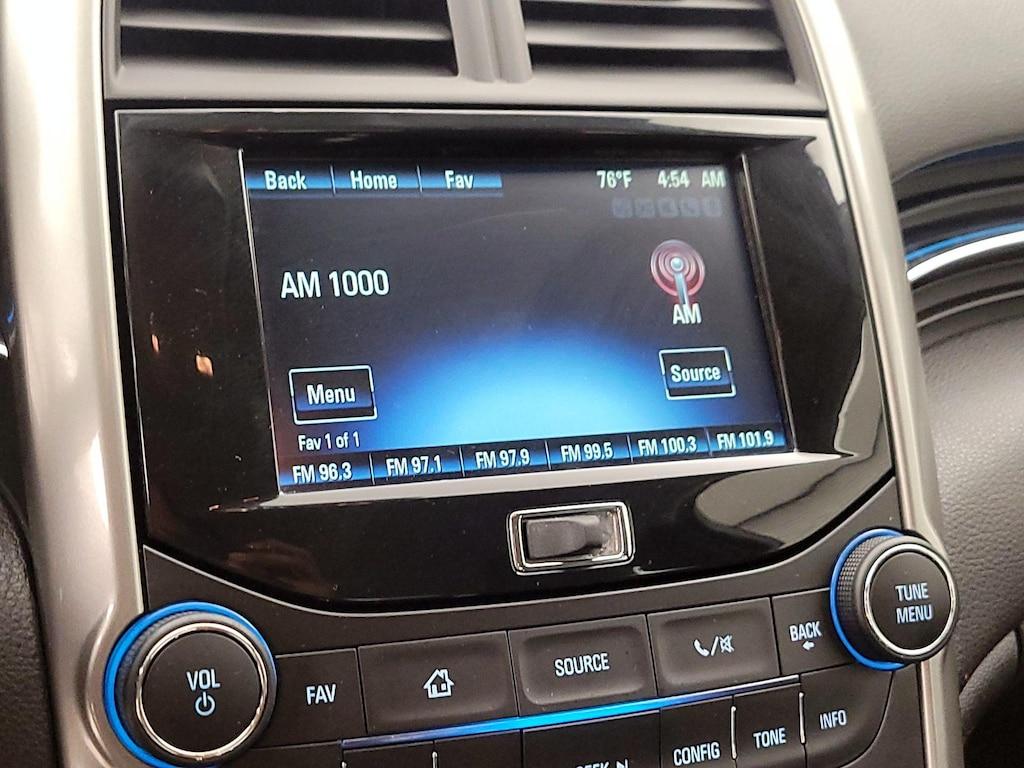 Back Home Fav 76°F 4:54 AM
AM 1000
AM
Menu Source
Fav 1 of 1
FM 96.3 FM 97.1 FM 97.9 FM 99.5 FM 100.3 FM 101.9
TUNE
MENU
VOL
FAV SOURCE BACK
CONFIG TONE INFO
SEEK